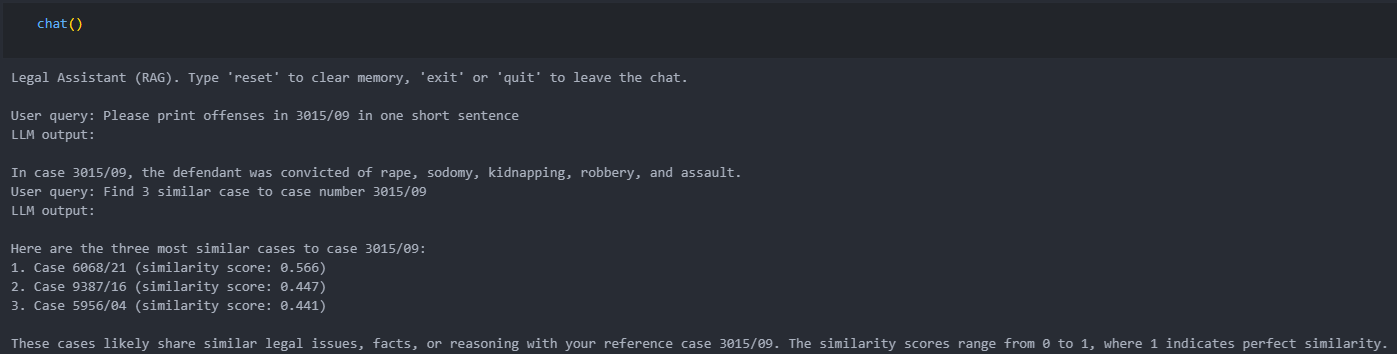 chat()
Legal Assistant (RAG). Type 'reset' to clear memory, 'exit' or 'quit' to leave the chat.
User query: Please print offenses in 3015/09 in one short sentence
LLM output:
In case 3015/09, the defendant was convicted of rape, sodomy, kidnapping, robbery, and assault.
User query: Find 3 similar case to case number 3015/09
LLM output:
Here are the three most similar cases to case 3015/09:
1. Case 6068/21 (similarity score: 0.566)
2. Case 9387/16 (similarity score: 0.447)
3. Case 5956/04 (similarity score: 0.441)
These cases likely share similar legal issues, facts, or reasoning with your reference case 3015/09. The similarity scores range from 0 to 1, where 1 indicates perfect similarity.